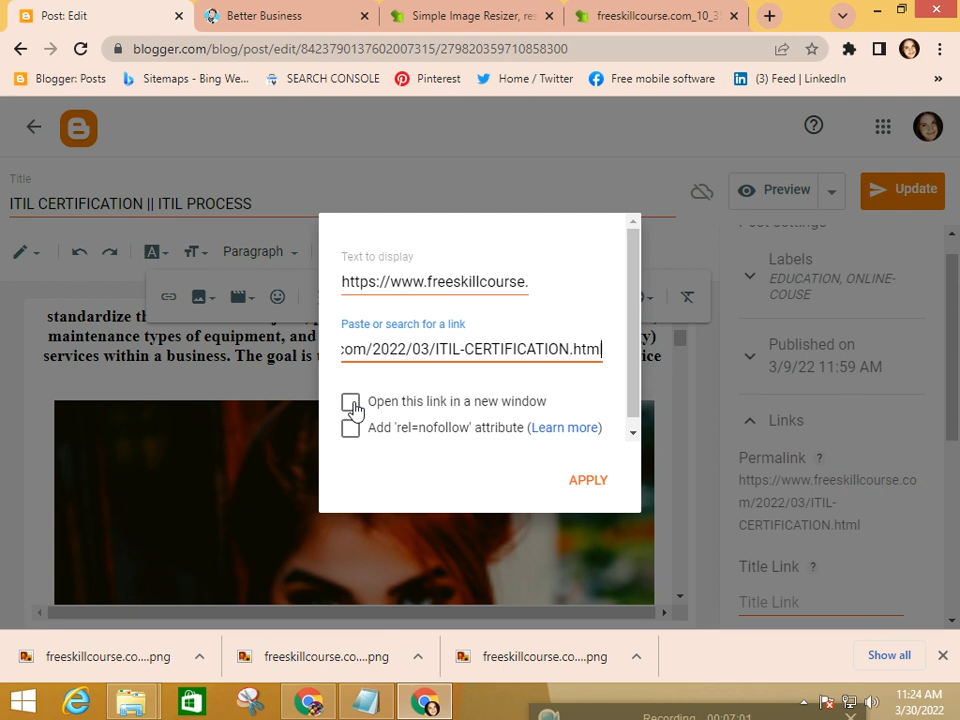 Post: Edit
Better Business
Simple Image Resizer, res
freeskillcourse.com_10_3
blogger.com/blog/post/edit/8423790137602007315/279820359710858300
Blogger: Posts
Sitemaps - Bing We...
SEARCH CONSOLE
Pinterest
Home / Twitter
Free mobile software
(3) Feed | LinkedIn
»
Title
ITIL CERTIFICATION || ITIL PROCESS
Preview
Update
Paragraph
standardize th
maintenance types of equipment, and
services within a business. The goal is
Text to display
https://www.freeskillcourse.
Paste or search for a link
:om/2022/03/ITIL-CERTIFICATION.html
Open this link in a new window
Add 'rel=nofollow' attribute (Learn more)
APPLY
Labels
EDUCATION, ONLINE-
COUSE
Published on
3/9/22 11:59 AM
Links
Permalink ?
https://www.freeskillcourse.co
m/2022/03/ITIL-
CERTIFICATION.html
Title Link ?
Title Link
freeskillcourse.co....png
freeskillcourse.co....png
freeskillcourse.co....png
Show all
11:24 AM
3/30/2022
Recording
00:07:01